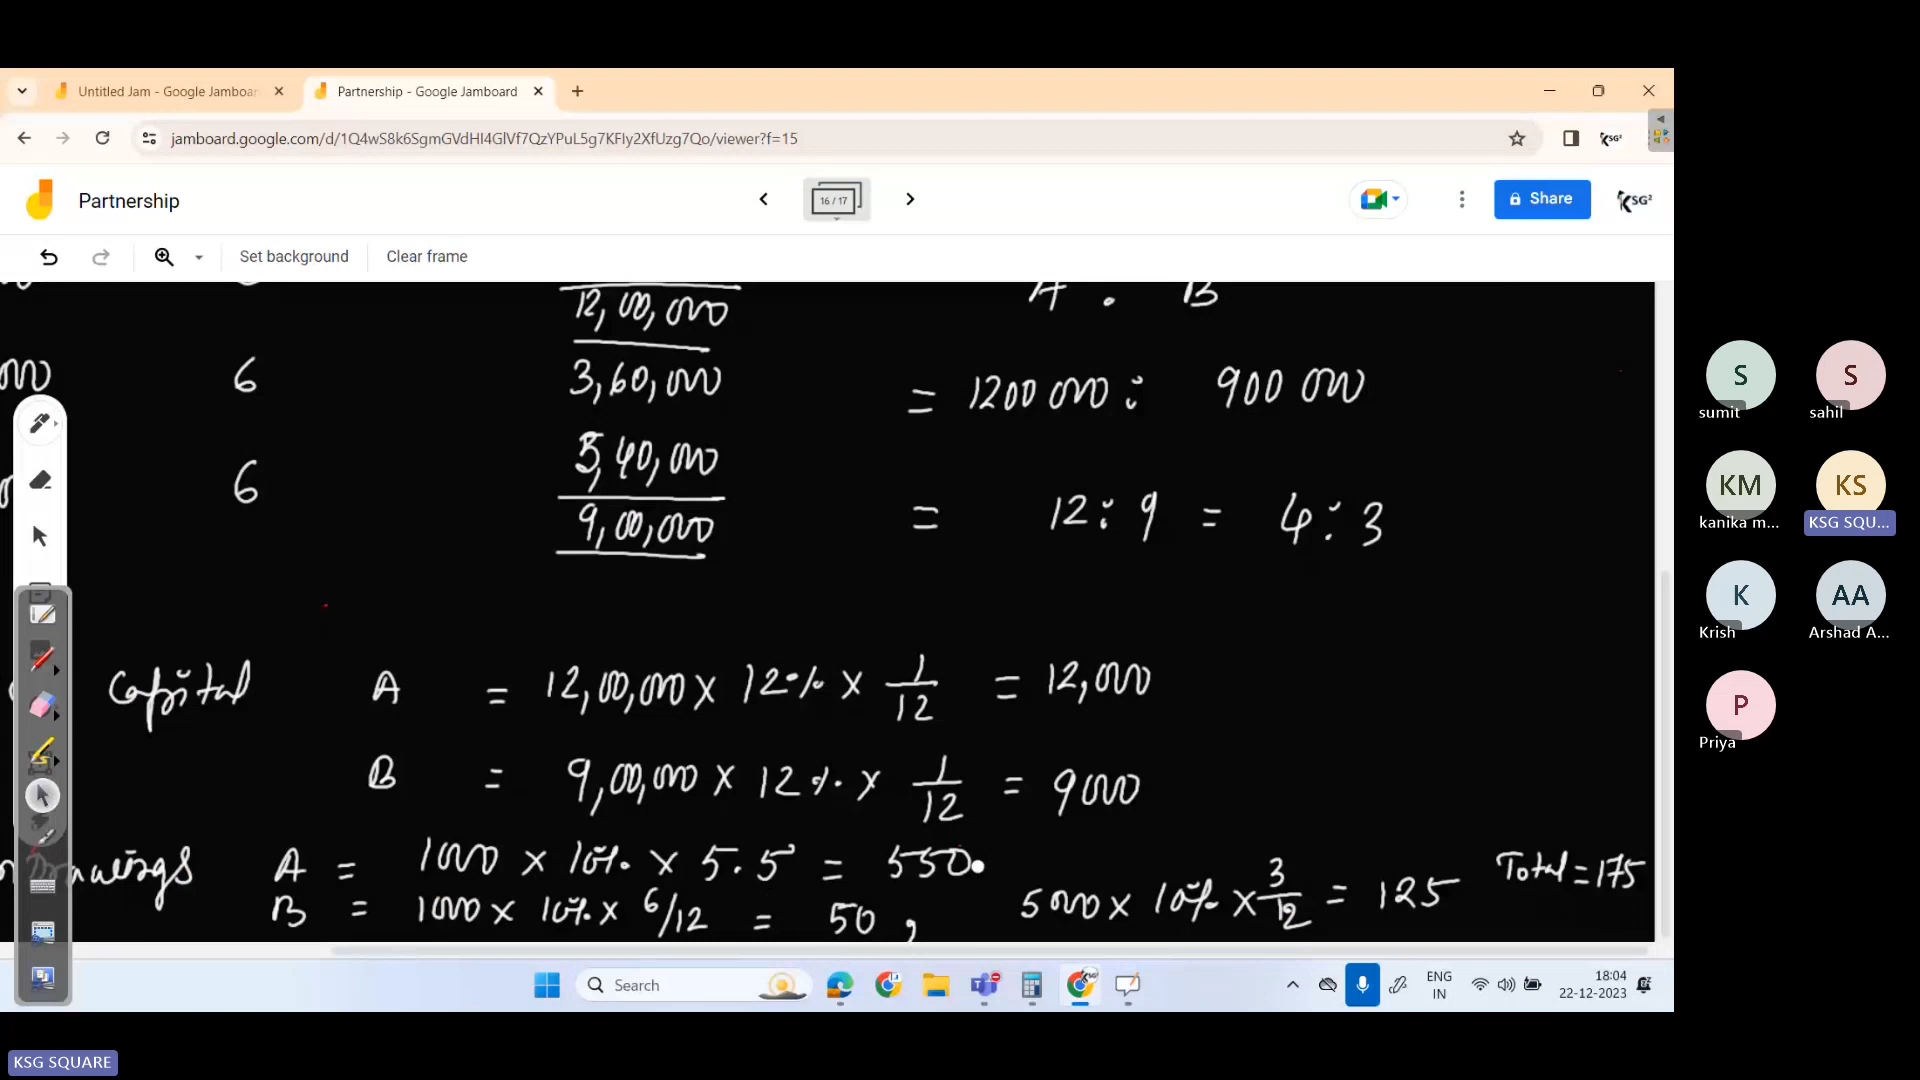 Untitled Jam - Google Jamboar
Partnership - Google Jamboard
jamboard.google.com/d/1Q4wS8k6SgmGVdHI4GlVf7QzYPuL5g7KFIy2XfUzg7Qo/viewer?f=15
KSG²
Partnership
16 / 17
Share
KSG²
Set background
Clear frame
12,00,000
A : B
6
3,60,000
= 1200 000 : 900 000
6
5,40,000
9,00,000
= 12 : 9 = 4 : 3
Capital A = 12,00,000 x 12% x 1/12 = 12,000
B = 9,00,000 x 12% x 1/12 = 9000
A = 1000 x 10% x 5.5 = 550
B = 1000 x 10% x 6/12 = 50 , 5000 x 10% x 3/12 = 125 Total = 175
S
sumit
S
sahil
KM
kanika m...
KS
KSG SQU...
K
Krish
AA
Arshad A...
P
Priya
Search
ENG
IN
18:04
22-12-2023
KSG SQUARE